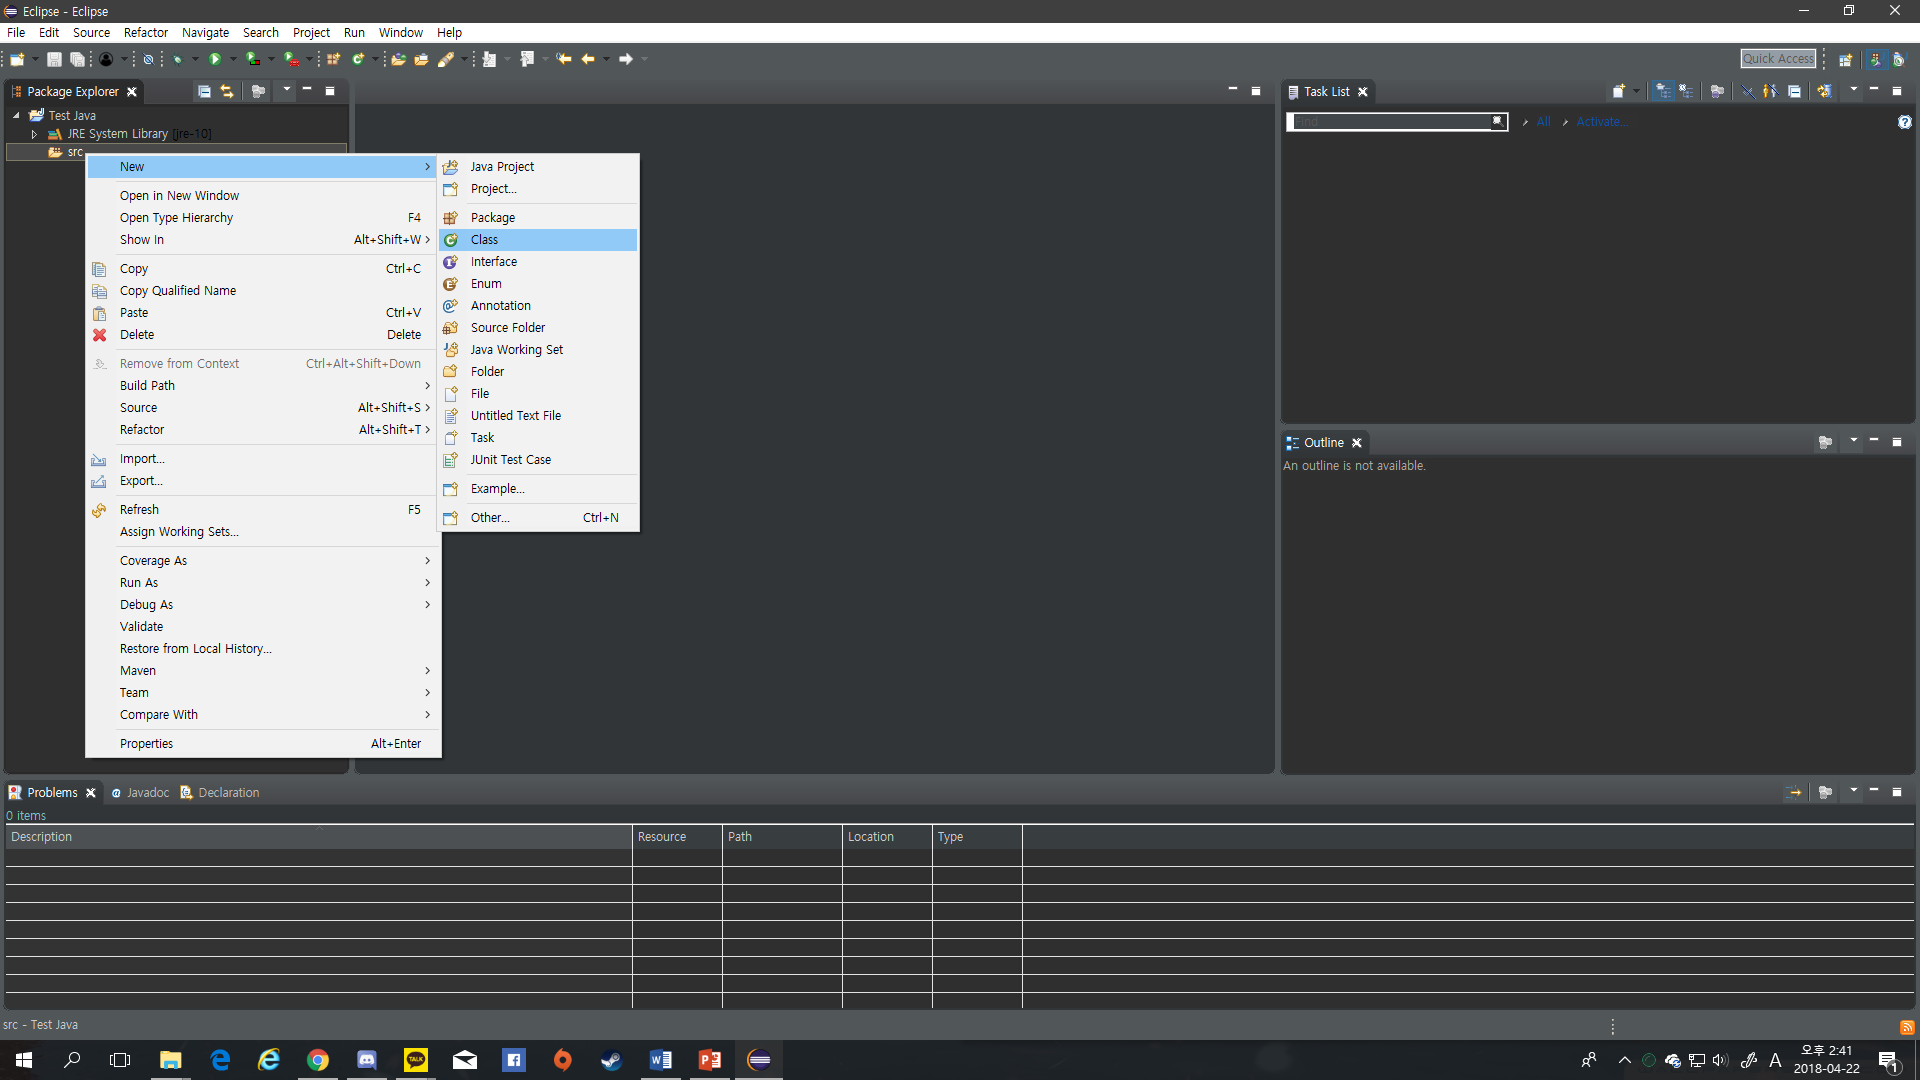 Eclipse - Eclipse
File Edit Source Refactor Navigate Search Project Run Window Help
Quick Access
Package Explorer
Test Java
JRE System Library [jre-10]
src
New
Open in New Window
Open Type Hierarchy F4
Show In Alt+Shift+W
Copy Ctrl+C
Copy Qualified Name
Paste Ctrl+V
Delete Delete
Remove from Context Ctrl+Alt+Shift+Down
Build Path
Source Alt+Shift+S
Refactor Alt+Shift+T
Import...
Export...
Refresh F5
Assign Working Sets...
Coverage As
Run As
Debug As
Validate
Restore from Local History...
Maven
Team
Compare With
Properties Alt+Enter
Java Project
Project...
Package
Class
Interface
Enum
Annotation
Source Folder
Java Working Set
Folder
File
Untitled Text File
Task
JUnit Test Case
Example...
Other... Ctrl+N
Task List
Find All Activate...
Outline
An outline is not available.
Problems Javadoc Declaration
0 items
Description Resource Path Location Type
src - Test Java
TALK
A
오후 2:41
2018-04-22
1